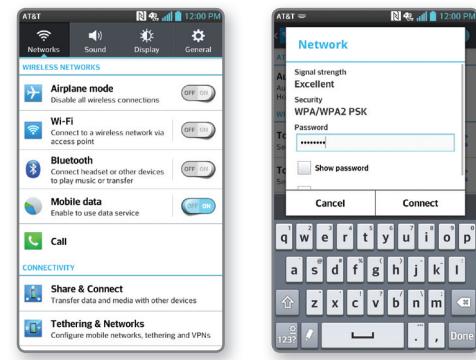 AT&T
12:00 PM
Networks Sound Display General
WIRELESS NETWORKS
Airplane mode
Disable all wireless connections
OFF ON
Wi-Fi
Connect to a wireless network via
access point
OFF ON
Bluetooth
Connect headset or other devices
to play music or transfer
OFF ON
Mobile data
Enable to use data service
ON
Call
CONNECTIVITY
Share & Connect
Transfer data and media with other devices
Tethering & Networks
Configure mobile networks, tethering and VPNs
AT&T
12:00 PM
Network
Signal strength
Excellent
Security
WPA/WPA2 PSK
Password
••••••••
Show password
Cancel Connect
q w e r t y u i o p
a s d f g h j k l
z x c v b n m
123? . , Done